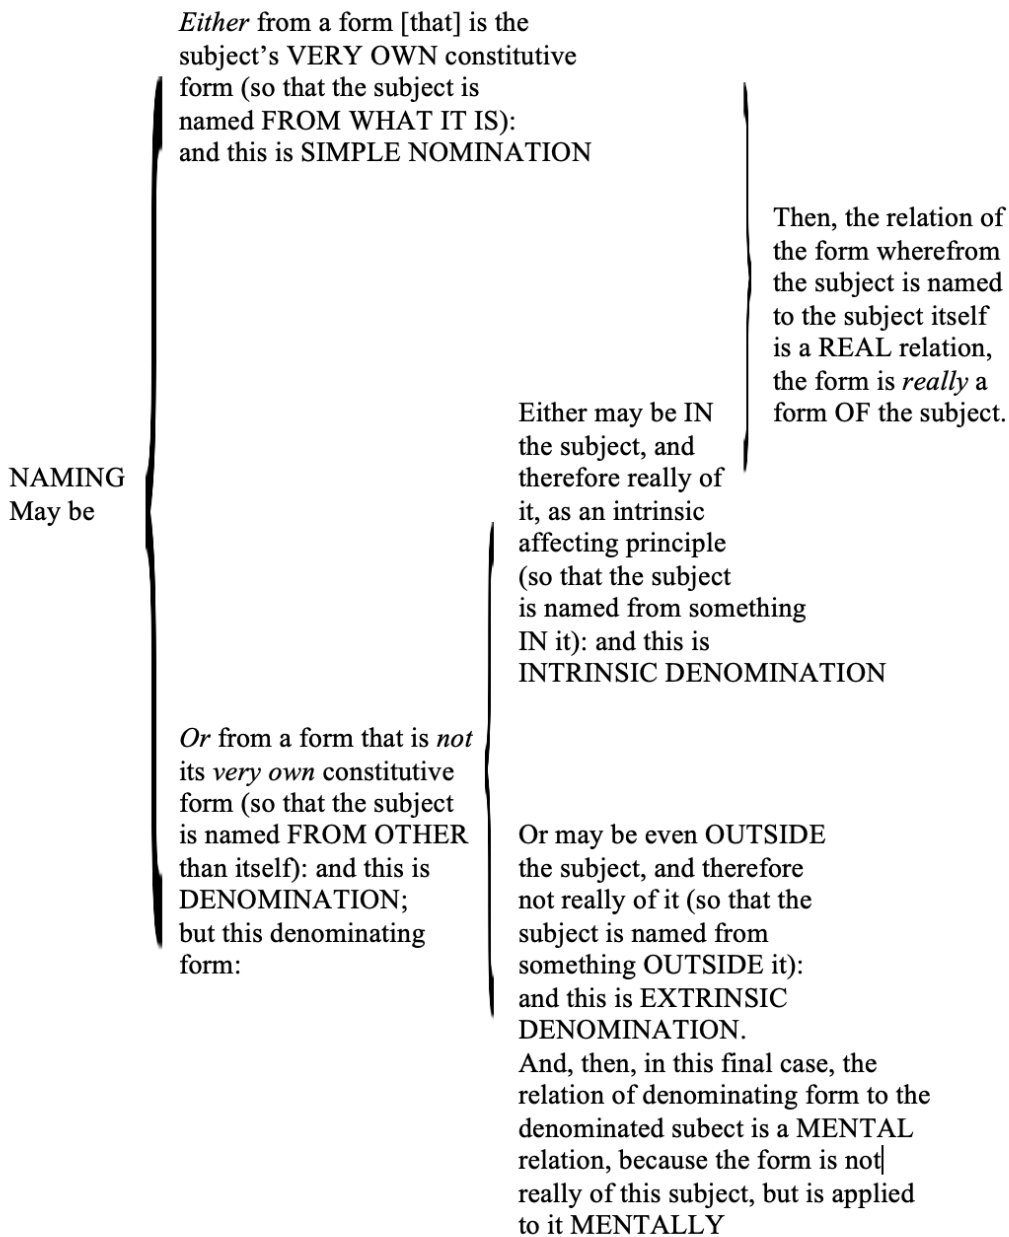 Either from a form [that] is the
subject's VERY OWN constitutive
form (so that the subject is
named FROM WHAT IT IS):
and this is SIMPLE NOMINATION
Then, the relation of
the form wherefrom
the subject is named
to the subject itself
is a REAL relation,
the form is really a
form OF the subject.
NAMING
May be
Either may be IN
the subject, and
therefore really of
it, as an intrinsic
affecting principle
(so that the subject
is named from something
IN it): and this is
INTRINSIC DENOMINATION
Or from a form that is not
its very own constitutive
form (so that the subject
is named FROM OTHER
than itself): and this is
DENOMINATION;
but this denominating
form:
Or may be even OUTSIDE
the subject, and therefore
not really of it (so that the
subject is named from
something OUTSIDE it):
and this is EXTRINSIC
DENOMINATION.
And, then, in this final case, the
relation of denominating form to the
denominated subect is a MENTAL
relation, because the form is not
really of this subject, but is applied
to it MENTALLY